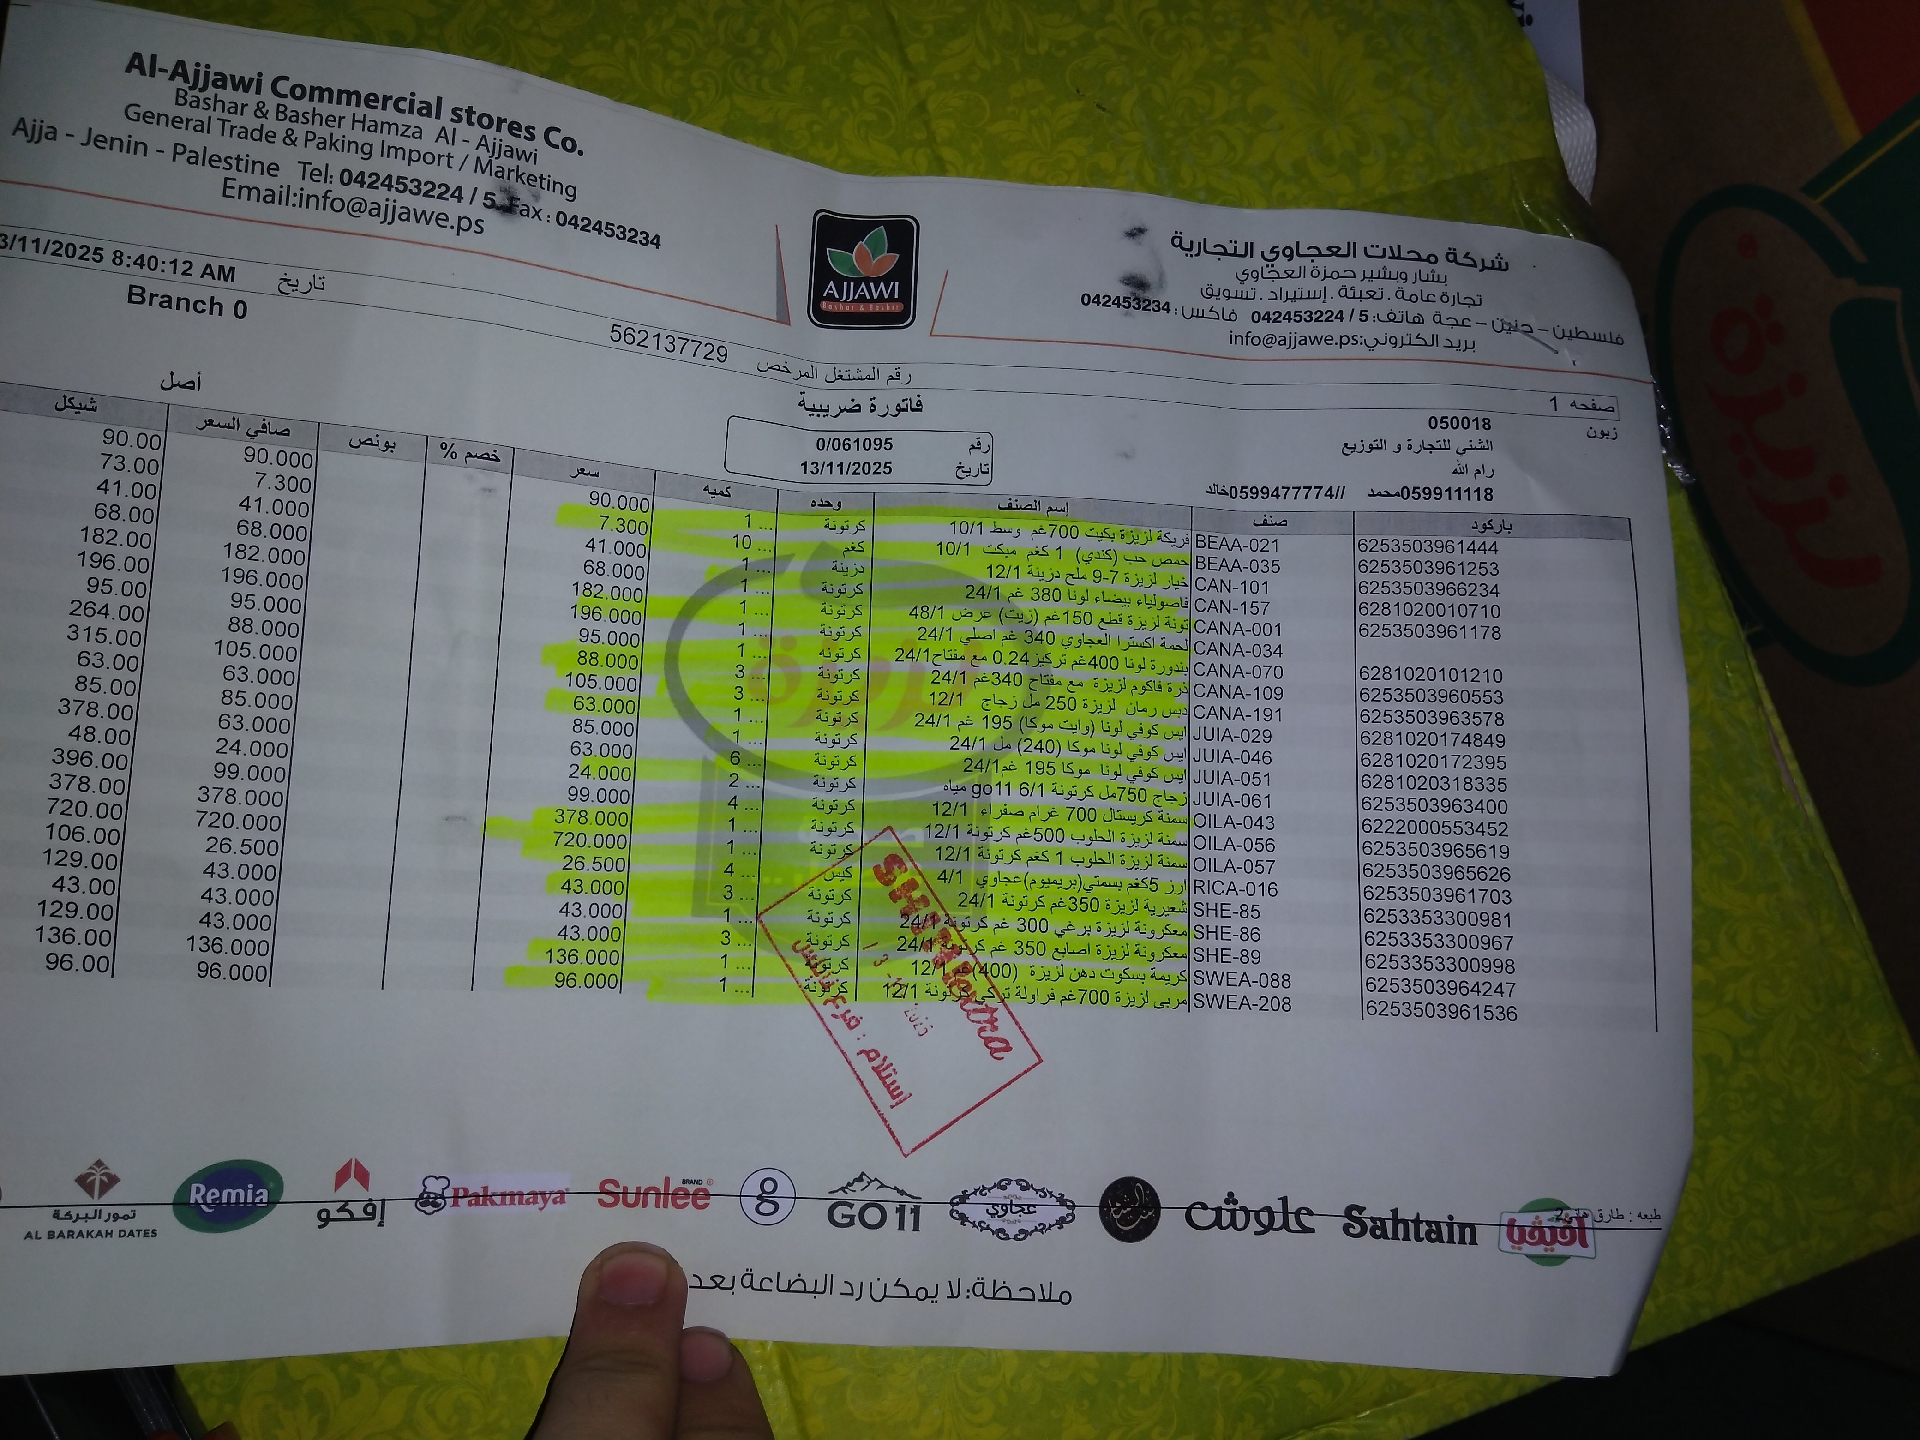 Al-Ajjawi Commercial stores Co.
Bashar & Basher Hamza Al - Ajjawi
General Trade & Paking Import / Marketing
Ajja - Jenin - Palestine Tel: 042453224 / 5 Fax: 042453234
Email:info@ajjawe.ps
AJJAWI
Bashar & Basher
شركة محلات العجاوي التجارية
بشار وبشير حمزة العجاوي
تجارة عامة . تعبئة . إستيراد . تسويق
فلسطين - جنين - عجة هاتف: 5 / 042453224 فاكس: 042453234
بريد الكتروني: info@ajjawe.ps
3/11/2025 8:40:12 AM تاريخ
Branch 0
رقم المشتغل المرخص 562137729
صفحه 1
أصل
فاتورة ضريبية
زبون 050018
الشني للتجارة و التوزيع
رام الله
059911118محمد //0599477774خالد
رقم 0/061095
تاريخ 13/11/2025
باركود صنف إسم الصنف وحده كميه سعر خصم % بونص صافي السعر شيكل
6253503961444 BEAA-021 فريكة لزيزة بكيت 700غم وسط 10/1 كرتونة 1 ... 90.000 90.000 90.00
6253503961253 BEAA-035 حمص حب (كندي) 1 كغم مبكت 10/1 كغم 10 ... 7.300 7.300 73.00
6253503966234 CAN-101 خيار لزيزة 7-9 ملح دزينة 12/1 دزينة 1 ... 41.000 41.000 41.00
6281020010710 CAN-157 فاصولياء بيضاء لونا 380 غم 24/1 كرتونة 1 ... 68.000 68.000 68.00
6253503961178 CANA-001 تونة لزيزة قطع 150غم (زيت) عرض 48/1 كرتونة 1 ... 182.000 182.000 182.00
CANA-034 لحمة اكسترا العجاوي 340 غم اصلي 24/1 كرتونة 1 ... 196.000 196.000 196.00
6281020101210 CANA-070 بندورة لونا 400غم تركيز 0.24 مع مفتاح 24/1 كرتونة 1 ... 95.000 95.000 95.00
6253503960553 CANA-109 ذرة فاكوم لزيزة مع مفتاح 340غم 24/1 كرتونة 3 ... 88.000 88.000 264.00
6253503963578 CANA-191 دبس رمان لزيزة 250 مل زجاج 12/1 كرتونة 3 ... 105.000 105.000 315.00
6281020174849 JUIA-029 ايس كوفي لونا (وايت موكا) 195 غم 24/1 كرتونة 1 ... 63.000 63.000 63.00
6281020172395 JUIA-046 ايس كوفي لونا موكا (240) مل 24/1 كرتونة 1 ... 85.000 85.000 85.00
6281020318335 JUIA-051 ايس كوفي لونا موكا 195 غم 24/1 كرتونة 6 ... 63.000 63.000 378.00
6253503963400 JUIA-061 زجاج 750مل كرتونة 6/1 go11 مياه كرتونة 2 ... 24.000 24.000 48.00
6222000553452 OILA-043 سمنة كريستال 700 غرام صفراء 12/1 كرتونة 4 ... 99.000 99.000 396.00
6253503965619 OILA-056 سمنة لزيزة الحلوب 500غم كرتونة 12/1 كرتونة 1 ... 378.000 378.000 378.00
6253503965626 OILA-057 سمنة لزيزة الحلوب 1 كغم كرتونة 12/1 كرتونة 1 ... 720.000 720.000 720.00
6253503961703 RICA-016 ارز 5كغم بسمتي(بريميوم)عجاوي 4/1 كيس 4 ... 26.500 26.500 106.00
6253353300981 SHE-85 شعيرية لزيزة 350غم كرتونة 24/1 كرتونة 3 ... 43.000 43.000 129.00
6253353300967 SHE-86 معكرونة لزيزة برغي 300 غم كرتونة 24/1 كرتونة 1 ... 43.000 43.000 43.00
6253353300998 SHE-89 معكرونة لزيزة اصابع 350 غم كرتونة 24/1 كرتونة 3 ... 43.000 43.000 129.00
6253503964247 SWEA-088 كريمة بسكوت دهن لزيزة (400)غم 12/1 كرتونة 1 ... 136.000 136.000 136.00
6253503961536 SWEA-208 مربى لزيزة 700غم فراولة تركي كرتونة 12/1 كرتونة 1 ... 96.000 96.000 96.00
2025
إستلام : فرع
تمور البركة
AL BARAKAH DATES
Remia
إفكو
Pakmaya
Sunlee
BRAND
g
GO11
عجاوي
علوش
Sahtain
طبعه : طارق
ملاحظة: لا يمكن رد البضاعة بعد
لزيزة